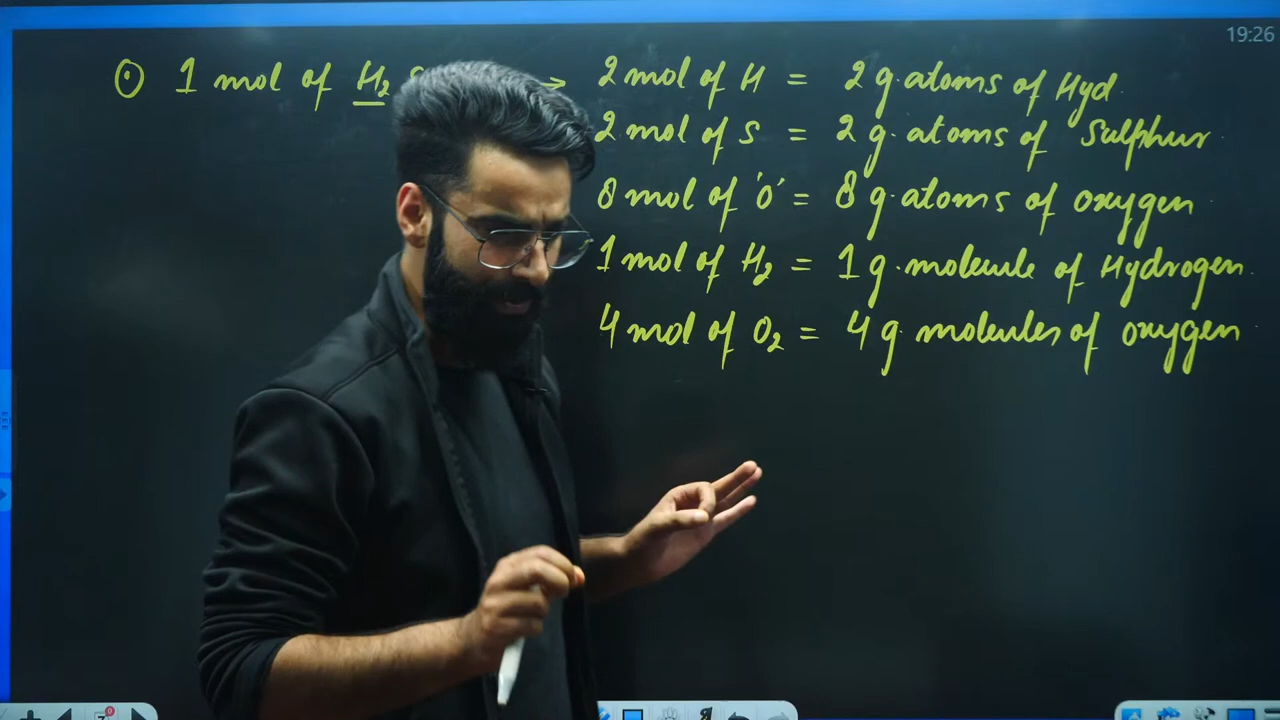 19:26
⊙ 1 mol of H₂ → 2 mol of H = 2 g. atoms of Hyd.
2 mol of S = 2 g. atoms of Sulphur
8 mol of 'O' = 8 g. atoms of oxygen
1 mol of H₂ = 1 g. molecule of Hydrogen.
4 mol of O₂ = 4 g. molecules of oxygen